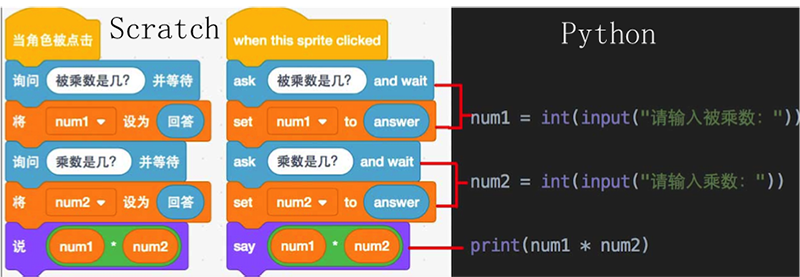 Scratch
Python
当角色被点击
询问 被乘数是几? 并等待
将 num1 设为 回答
询问 乘数是几? 并等待
将 num2 设为 回答
说 num1 * num2
when this sprite clicked
ask 被乘数是几? and wait
set num1 to answer
ask 乘数是几? and wait
set num2 to answer
say num1 * num2
num1 = int(input("请输入被乘数: "))
num2 = int(input("请输入乘数: "))
print(num1 * num2)